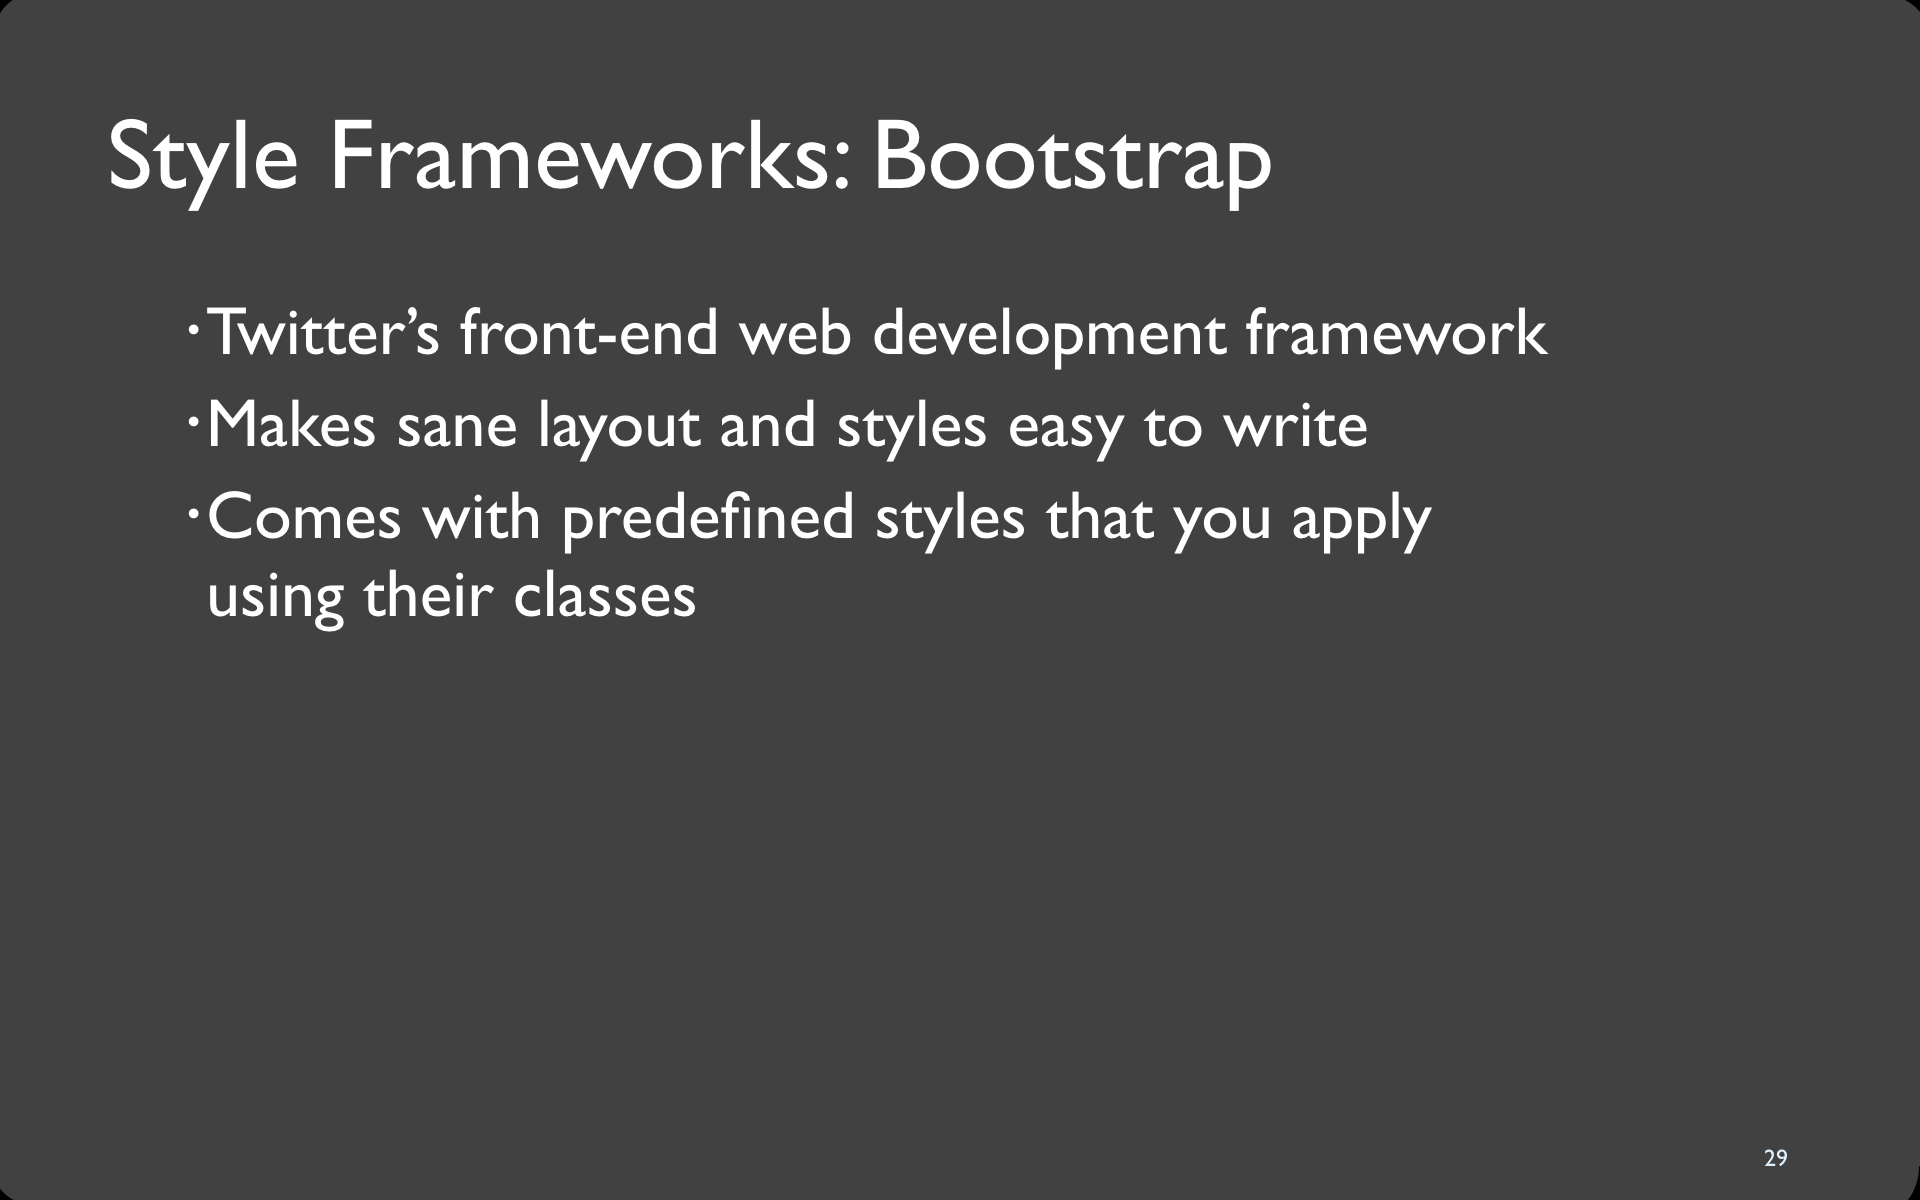 Style Frameworks: Bootstrap
• Twitter’s front-end web development framework
• Makes sane layout and styles easy to write
• Comes with predefined styles that you apply
using their classes
29